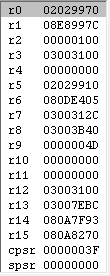 r0 02029970
r1 08E8997C
r2 00000100
r3 03003100
r4 00000000
r5 02029910
r6 080DE405
r7 0300312C
r8 03003B40
r9 0000004D
r10 00000000
r11 00000000
r12 03003100
r13 03007EBC
r14 080A7F93
r15 080A8270
cpsr 0000003F
spsr 00000000